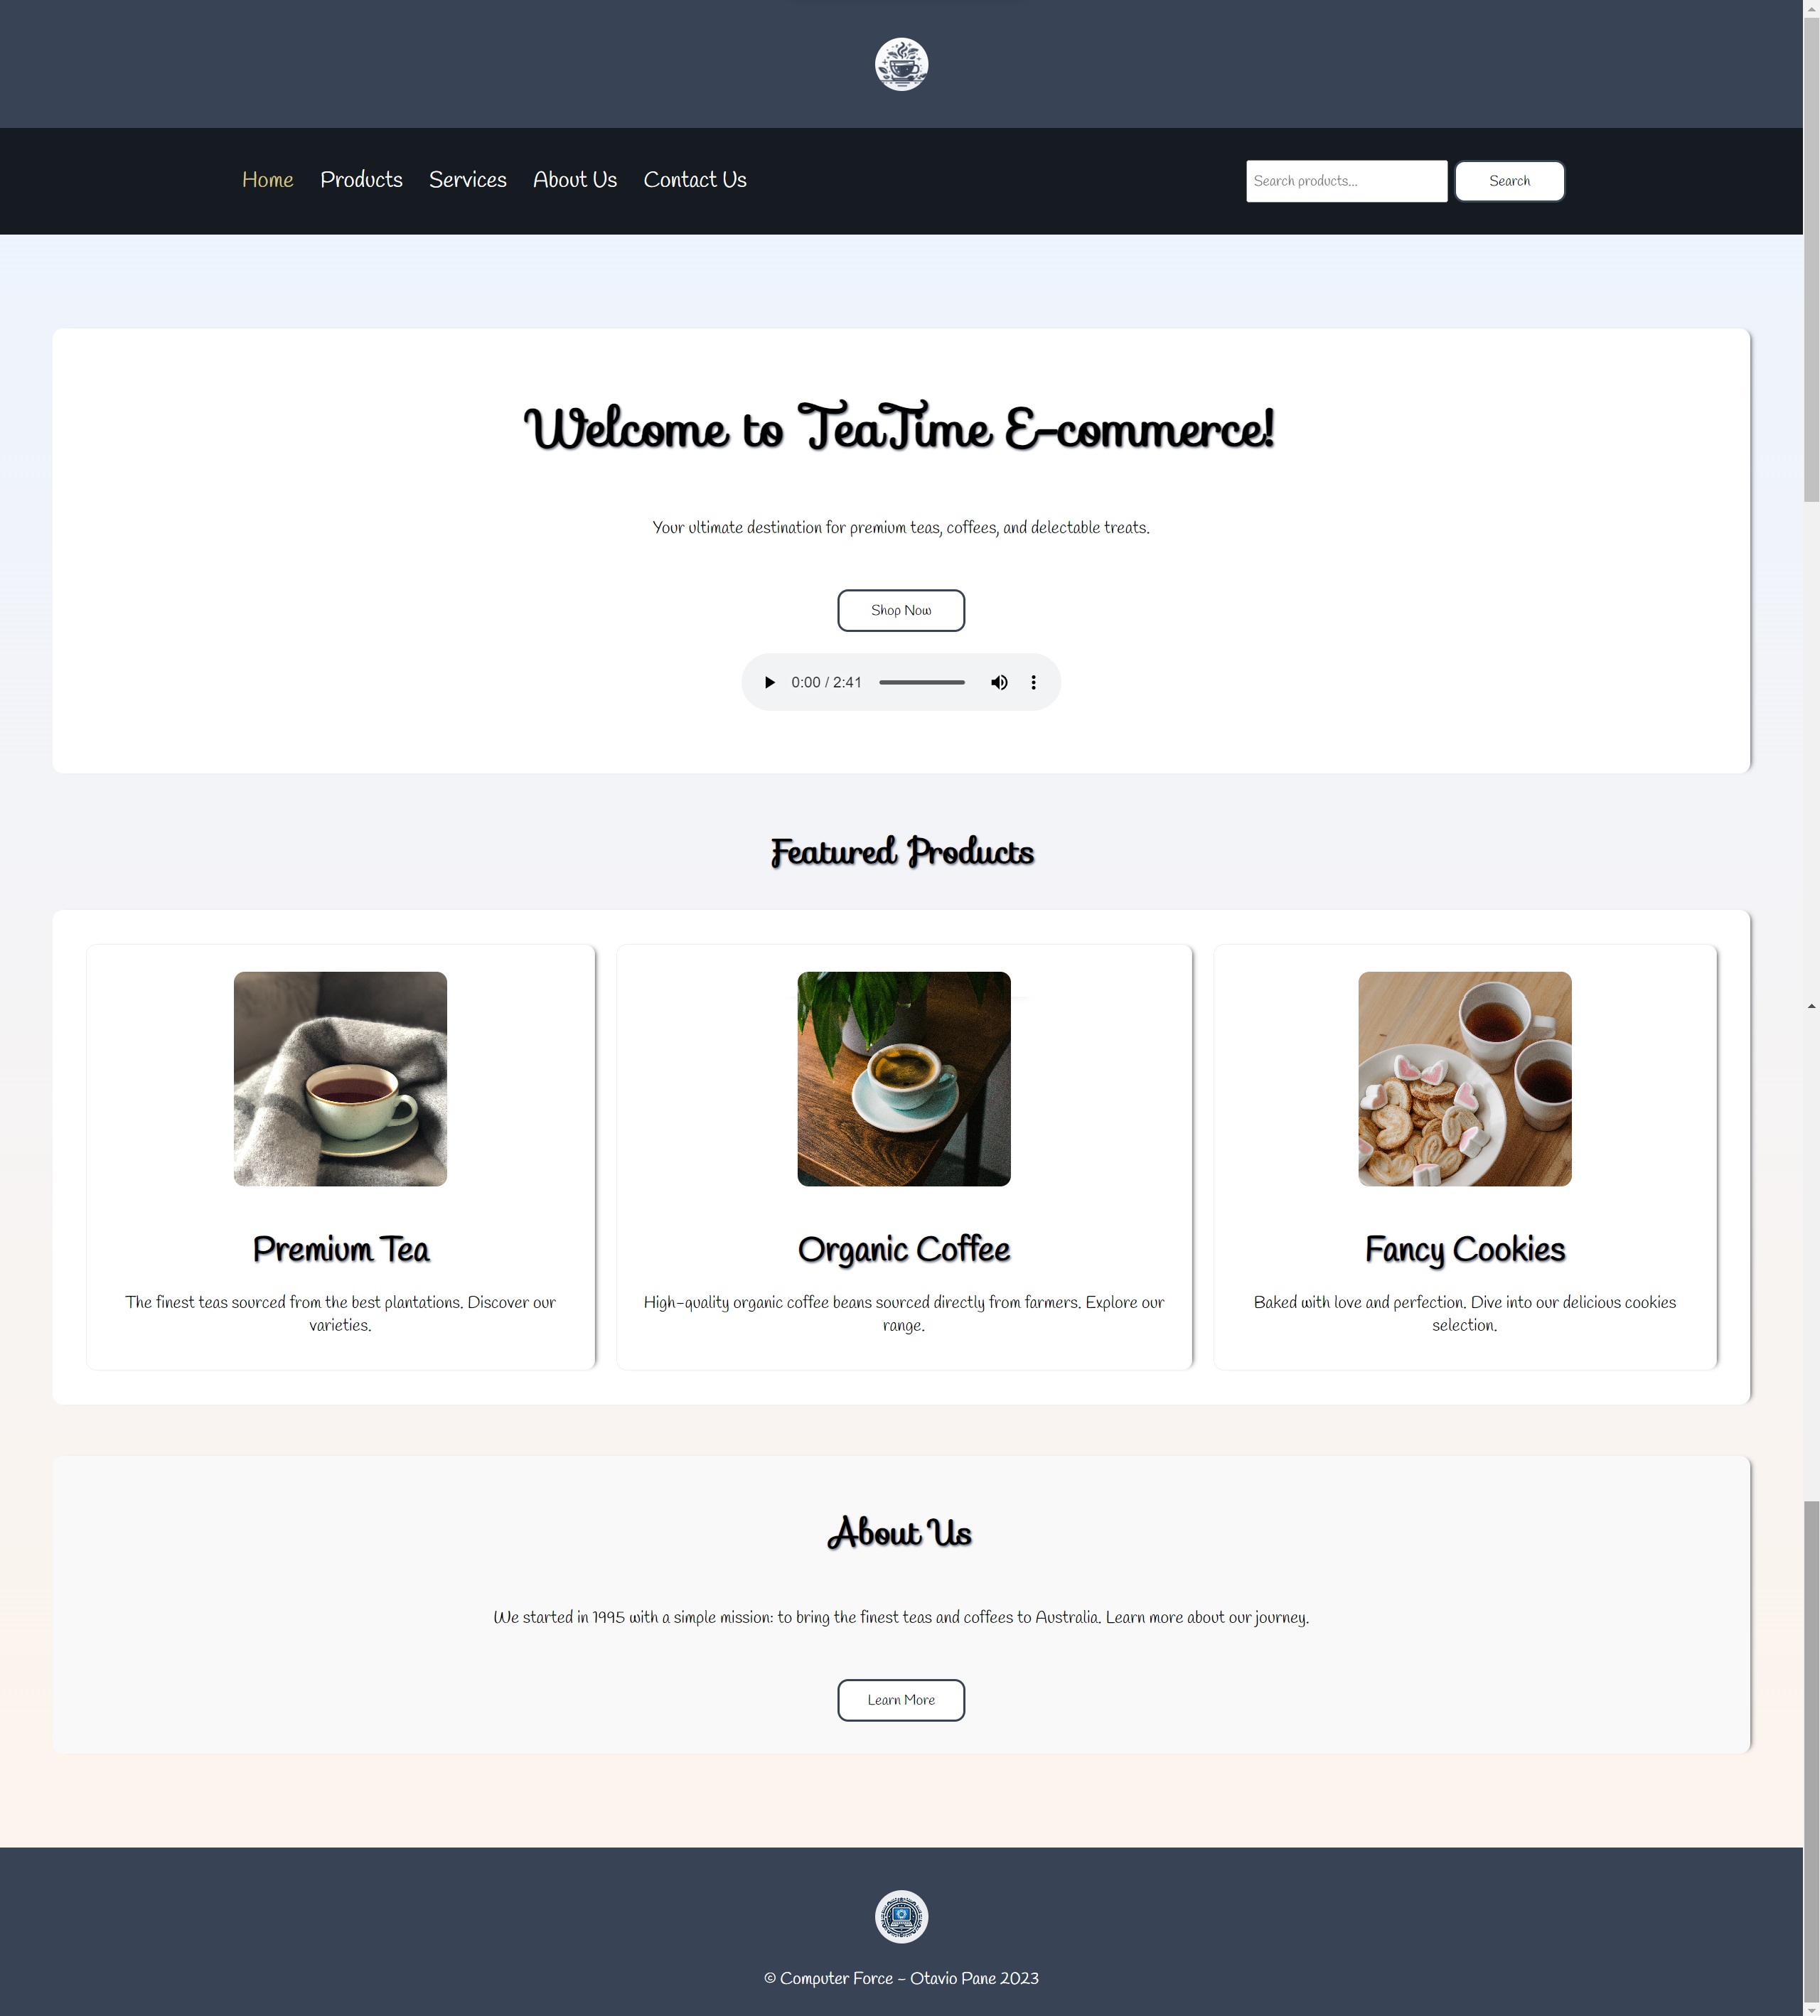 Home Products Services About Us Contact Us
Search products... Search
Welcome to TeaTime E-commerce!
Your ultimate destination for premium teas, coffees, and delectable treats.
Shop Now
0:00 / 2:41
Featured Products
Premium Tea
The finest teas sourced from the best plantations. Discover our
varieties.
Organic Coffee
High-quality organic coffee beans sourced directly from farmers. Explore our
range.
Fancy Cookies
Baked with love and perfection. Dive into our delicious cookies
selection.
About Us
We started in 1995 with a simple mission: to bring the finest teas and coffees to Australia. Learn more about our journey.
Learn More
© Computer Force - Otavio Pane 2023